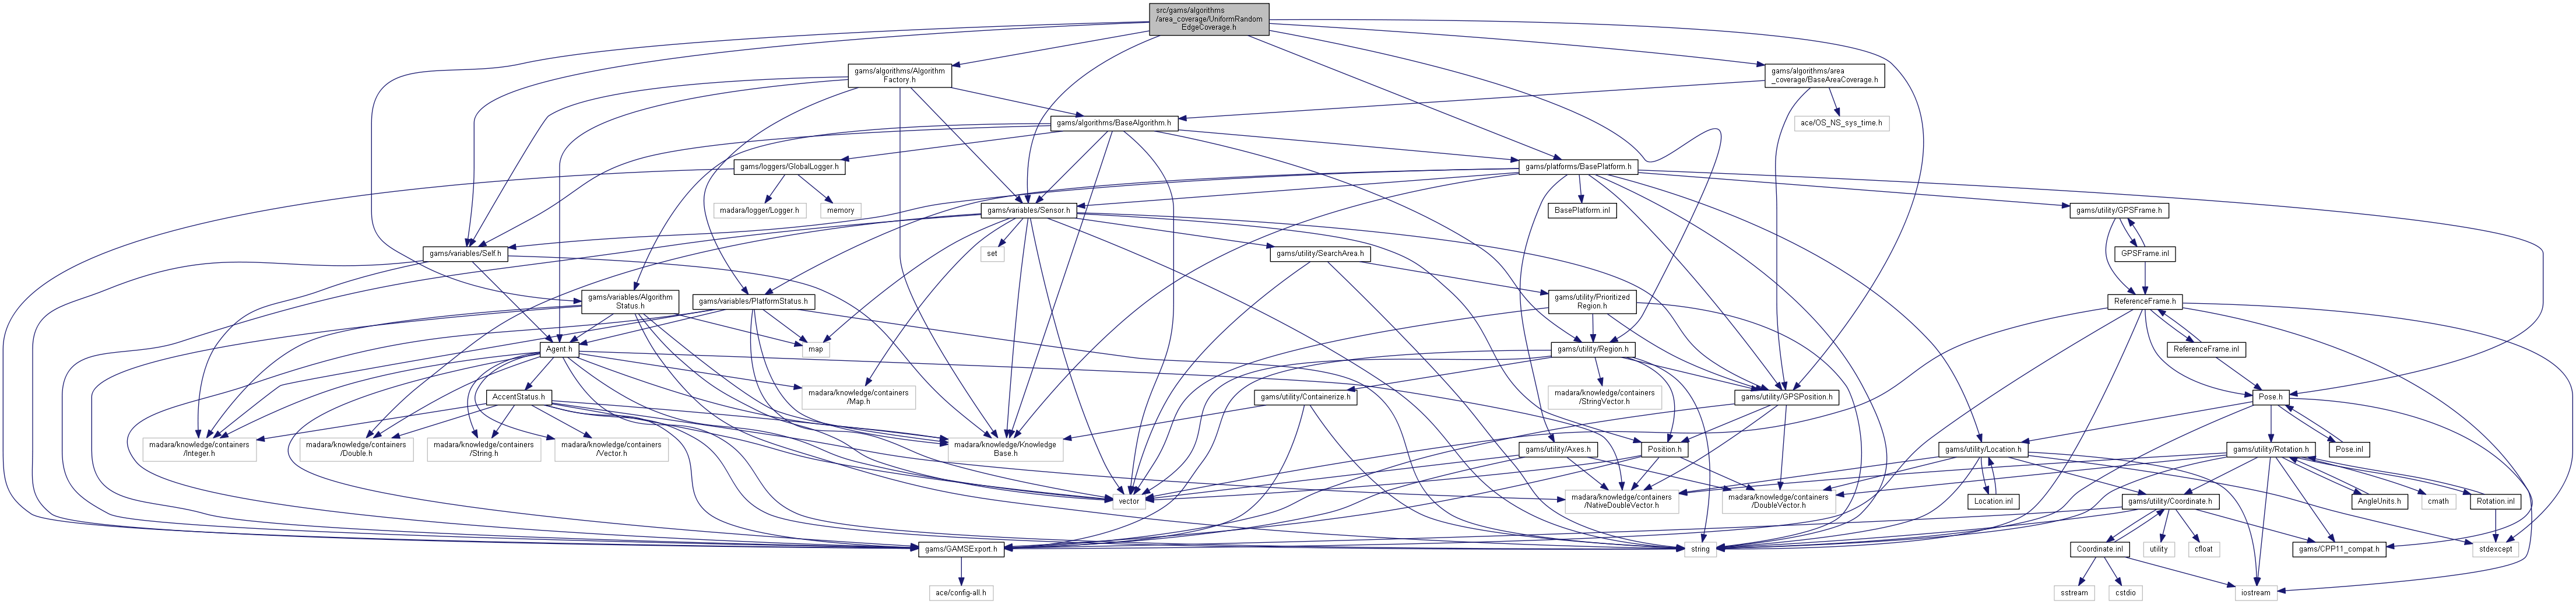 src/gams/algorithms
/area_coverage/UniformRandom
EdgeCoverage.h
gams/algorithms/Algorithm
Factory.h
gams/algorithms/area
_coverage/BaseAreaCoverage.h
gams/algorithms/BaseAlgorithm.h
ace/OS_NS_sys_time.h
gams/loggers/GlobalLogger.h
gams/platforms/BasePlatform.h
madara/logger/Logger.h
memory
gams/variables/Sensor.h
BasePlatform.inl
gams/utility/GPSFrame.h
gams/variables/Self.h
set
gams/utility/SearchArea.h
GPSFrame.inl
gams/variables/Algorithm
Status.h
gams/variables/PlatformStatus.h
gams/utility/Prioritized
Region.h
ReferenceFrame.h
Agent.h
map
gams/utility/Region.h
ReferenceFrame.inl
AccentStatus.h
madara/knowledge/containers
/Map.h
gams/utility/Containerize.h
madara/knowledge/containers
/StringVector.h
gams/utility/GPSPosition.h
Pose.h
madara/knowledge/containers
/Integer.h
madara/knowledge/containers
/Double.h
madara/knowledge/containers
/String.h
madara/knowledge/containers
/Vector.h
madara/knowledge/Knowledge
Base.h
gams/utility/Axes.h
Position.h
gams/utility/Location.h
gams/utility/Rotation.h
Pose.inl
vector
madara/knowledge/containers
/NativeDoubleVector.h
madara/knowledge/containers
/DoubleVector.h
Location.inl
gams/utility/Coordinate.h
AngleUnits.h
cmath
Rotation.inl
gams/GAMSExport.h
string
Coordinate.inl
utility
cfloat
gams/CPP11_compat.h
stdexcept
ace/config-all.h
sstream
cstdio
iostream